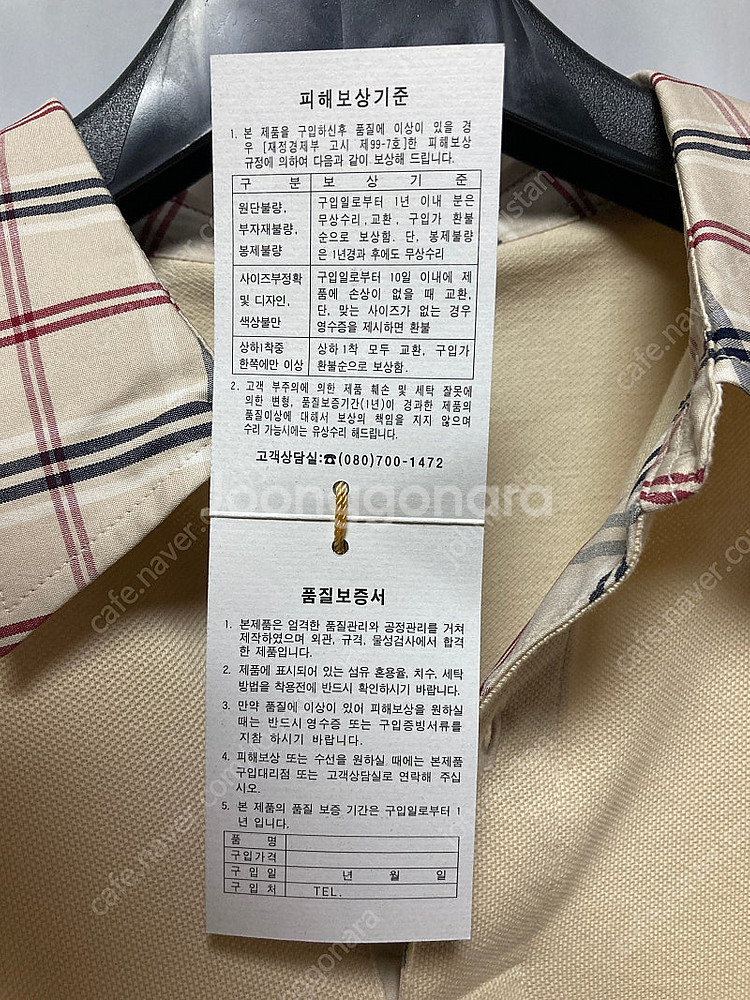 피해보상기준
1. 본 제품을 구입하신후 품질에 이상이 있을 경
우 [재정경제부 고시 제99-7호]한 피해보상
규정에 의하여 다음과 같이 보상해 드립니다.
구 분 보 상 기 준
원단불량, 부자재불량, 봉제불량
구입일로부터 1년 이내 분은
무상수리, 교환, 구입가 환불
순으로 보상함. 단, 봉제불량
은 1년경과 후에도 무상수리
사이즈부정확 및 디자인, 색상불만
구입일로부터 10일 이내에 제
품에 손상이 없을 때 교환,
단, 맞는 사이즈가 없는 경우
영수증을 제시하면 환불
상하1착중 한쪽에만 이상
상하 1착 모두 교환, 구입가
환불순으로 보상함.
2. 고객 부주의에 의한 제품 훼손 및 세탁 잘못에
의한 변형, 품질보증기간(1년)이 경과한 제품의
품질이상에 대해서 보상의 책임을 지지 않으며
수리 가능시에는 유상수리 해드립니다.
고객상담실:☎(080)700-1472
Joonggonara
품질보증서
1. 본제품은 엄격한 품질관리와 공정관리를 거쳐
제작하였으며 외관, 규격, 물성검사에서 합격
한 제품입니다.
2. 제품에 표시되어 있는 섬유 혼용율, 치수, 세탁
방법을 착용전에 반드시 확인하시기 바랍니다.
3. 만약 품질에 이상이 있어 피해보상을 원하실
때는 반드시 영수증 또는 구입증빙서류를
지참 하시기 바랍니다.
4. 피해보상 또는 수선을 원하실 때에는 본제품
구입대리점 또는 고객상담실로 연락해 주십
시오.
5. 본 제품의 품질 보증 기간은 구입일로부터 1
년 입니다.
품 명
구입가격
구 입 일 년 월 일
구 입 처 TEL.
cafe.naver.com